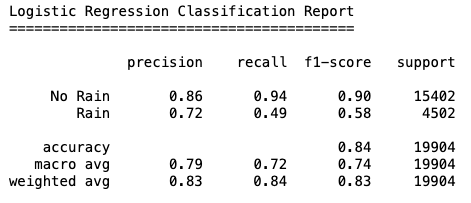 Logistic Regression Classification Report
=========================================
precision recall f1-score support
No Rain 0.86 0.94 0.90 15402
Rain 0.72 0.49 0.58 4502
accuracy 0.84 19904
macro avg 0.79 0.72 0.74 19904
weighted avg 0.83 0.84 0.83 19904